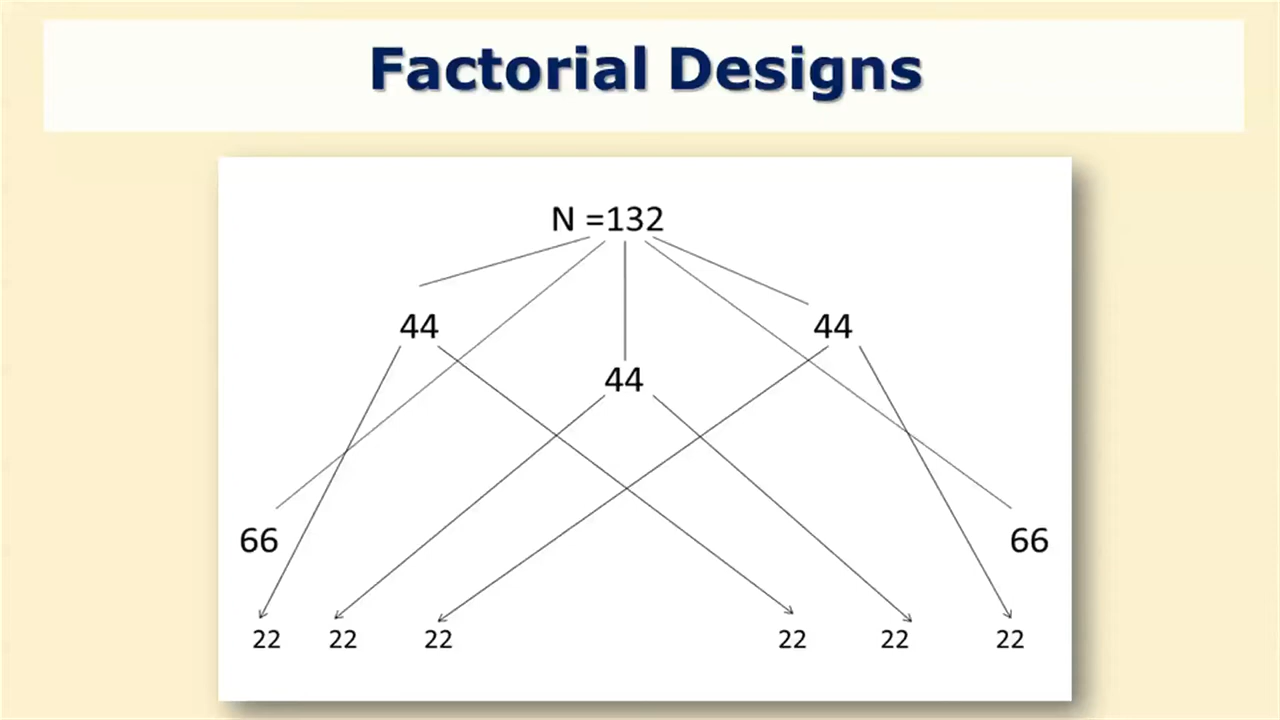 Factorial Designs
N =132
44 44
44
66 66
22 22 22 22 22 22